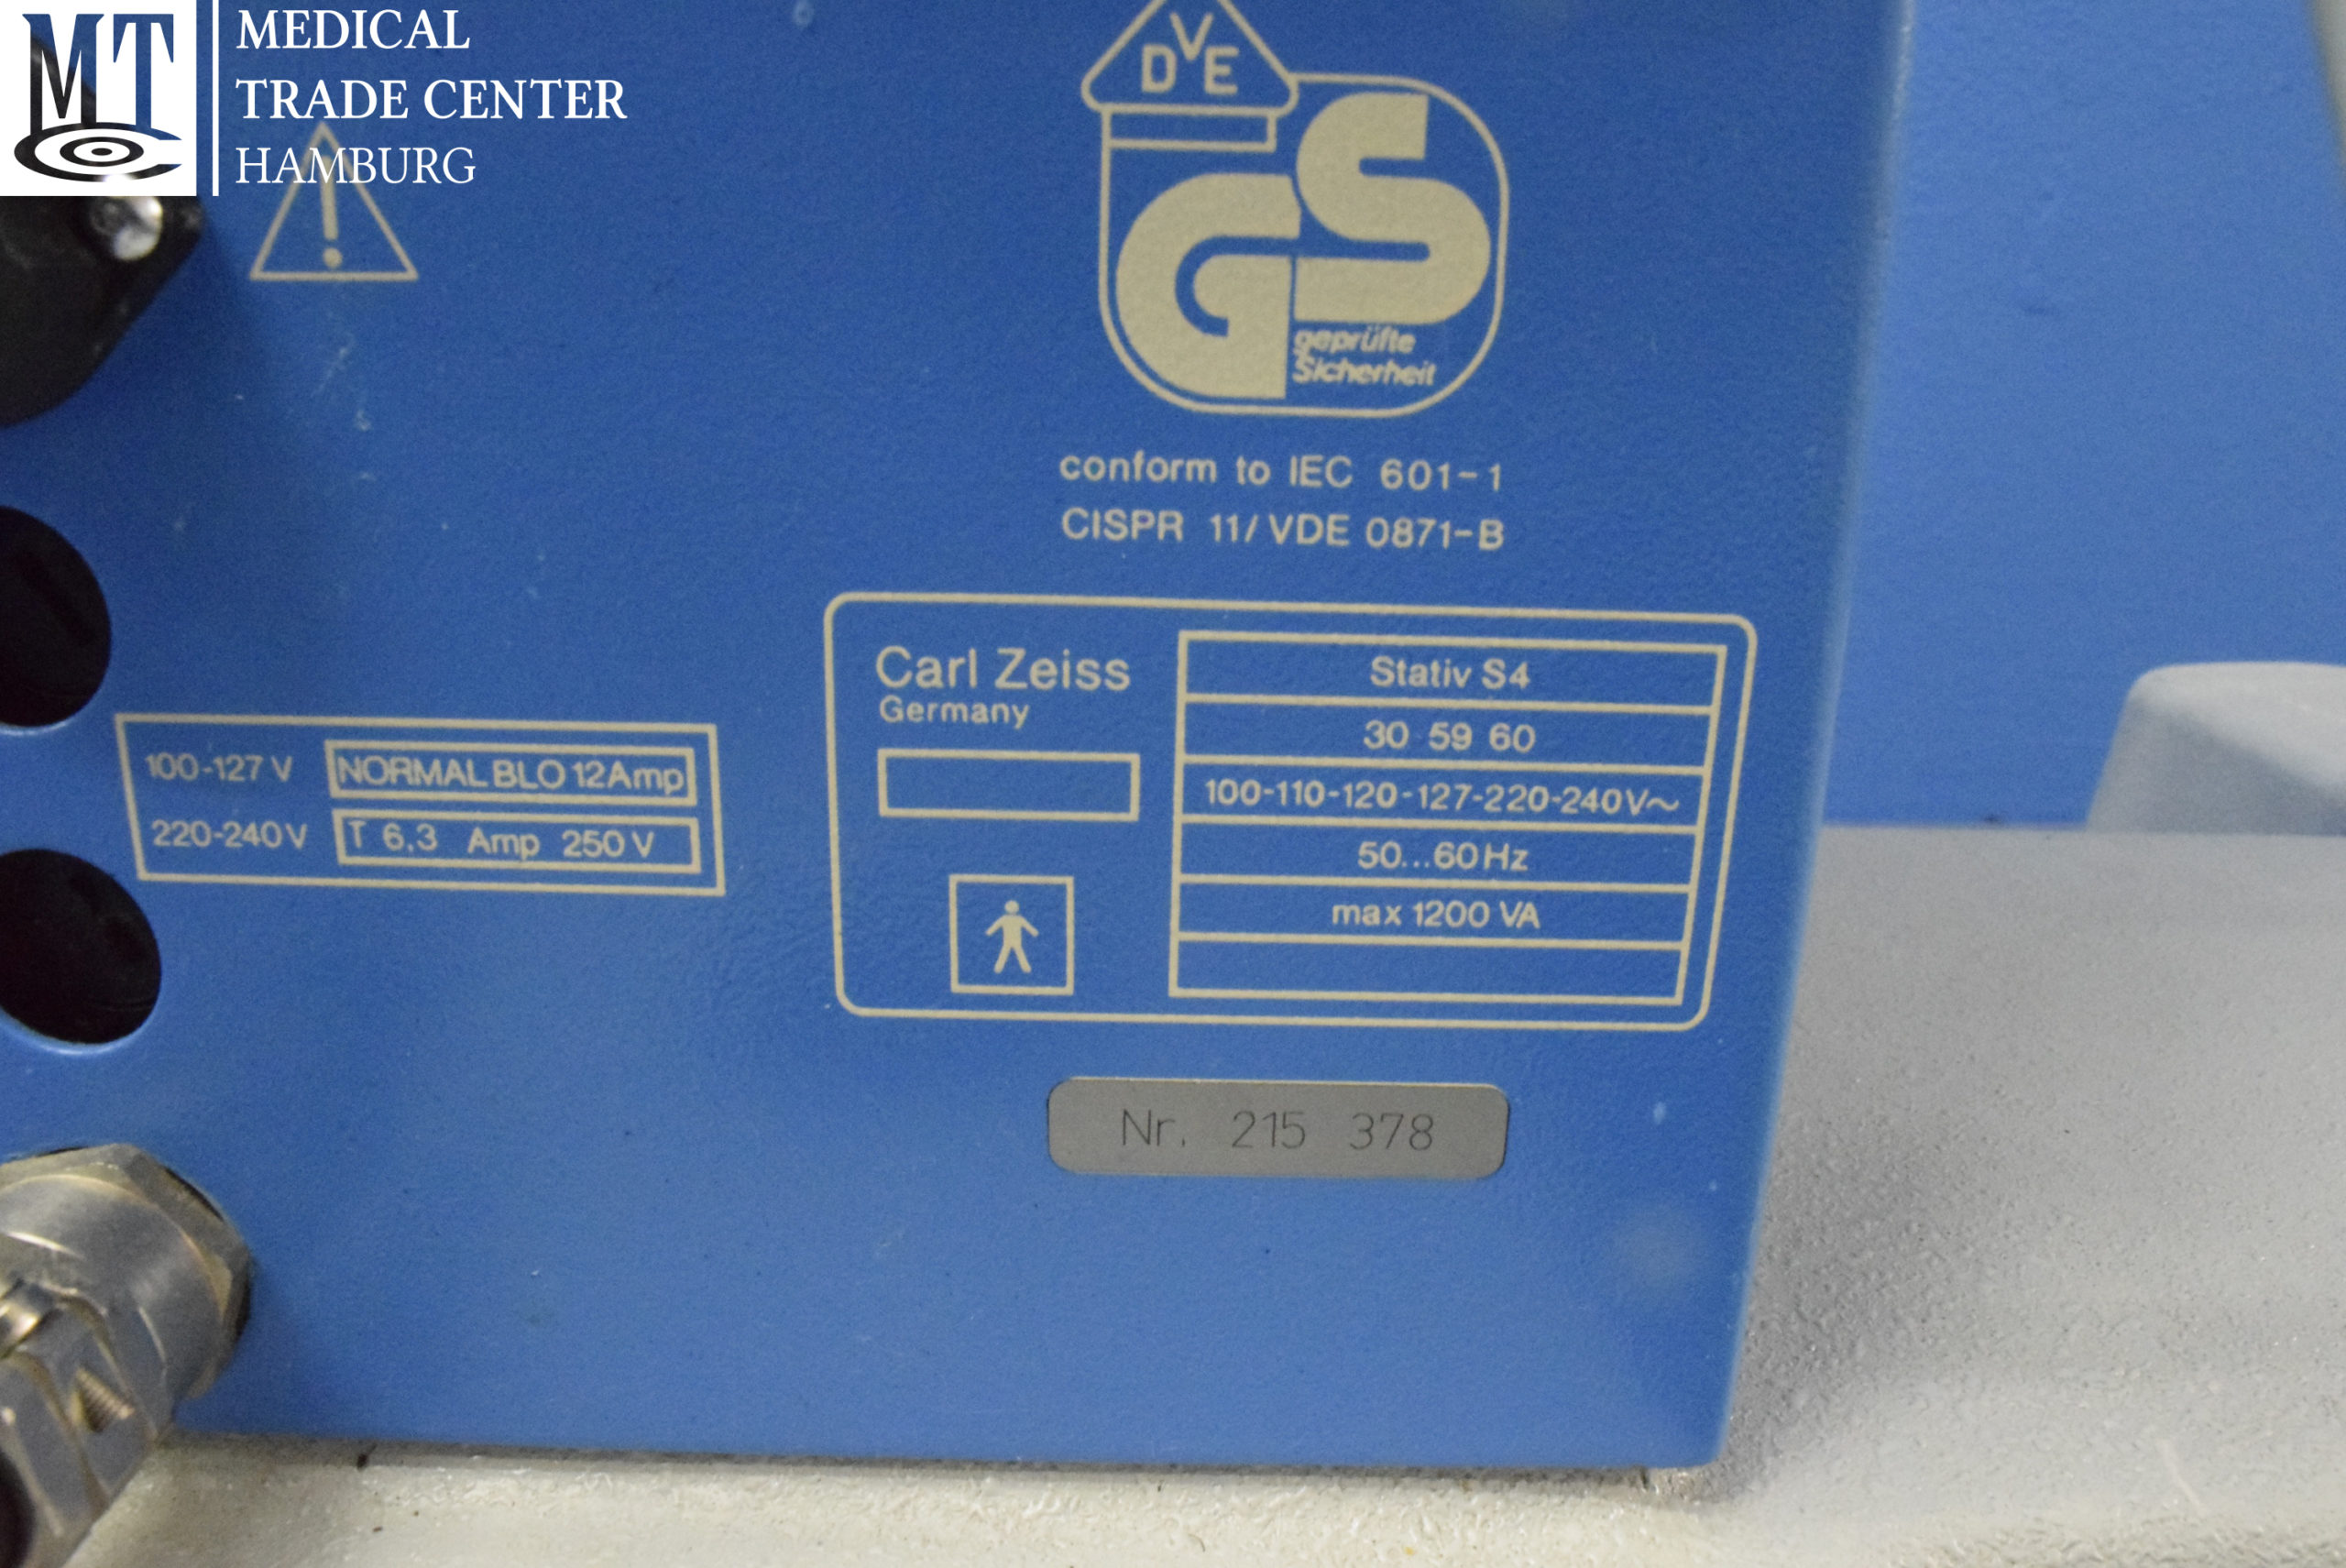 MTC
MEDICAL
TRADE CENTER
HAMBURG
DVE
GS
geprüfte
Sicherheit
conform to IEC 601-1
CISPR 11/VDE 0871-B
Carl Zeiss
Germany
Stativ S4
30 59 60
100-110-120-127-220-240V~
50...60Hz
max 1200 VA
100-127 V NORMAL BLO 12Amp
220-240V T 6,3 Amp 250V
Nr. 215 378